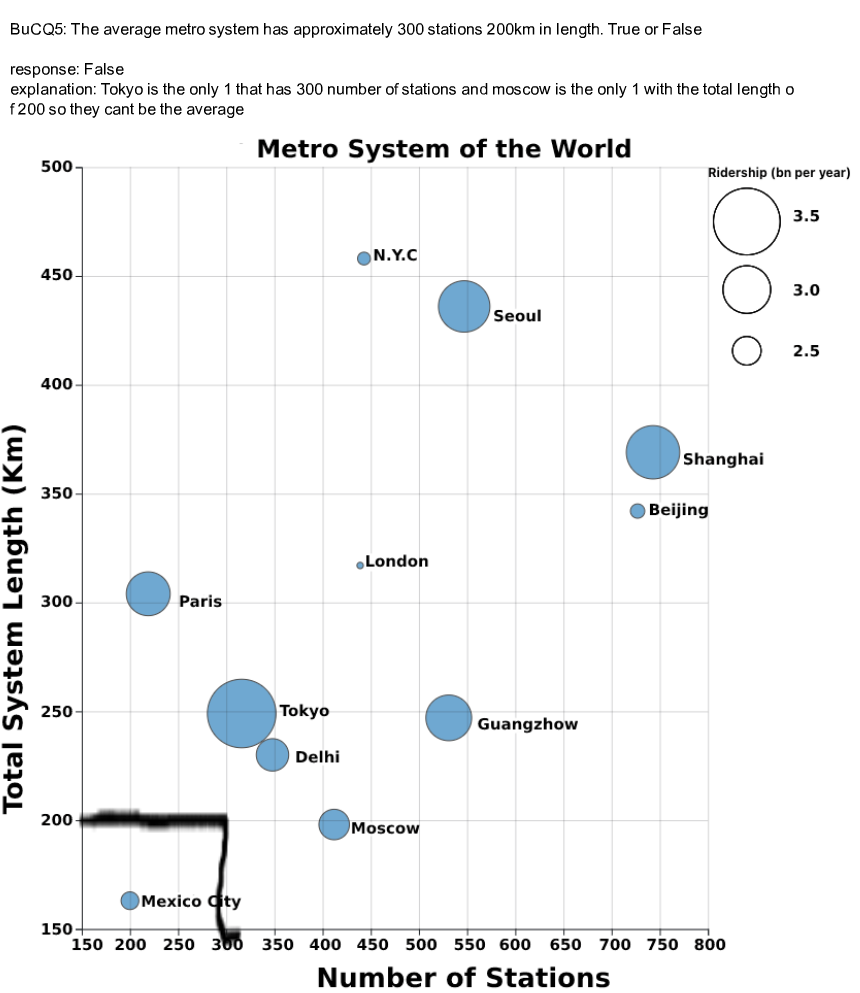 BuCQ5: The average metro system has approximately 300 stations 200km in length. True or False
response: False
explanation: Tokyo is the only 1 that has 300 number of stations and moscow is the only 1 with the total length o
f 200 so they cant be the average
Metro System of the World
500
Ridership (bn per year)
3.5
N.Y.C
450
3.0
Seoul
2.5
400
Shanghai
350
Beijing
London
300
Paris
250
Tokyo
Guangzhow
Delhi
200
Moscow
Mexico City
150
150 200 250 300 350 400 450 500 550 600 650 700 750 800
Total System Length (Km)
Number of Stations